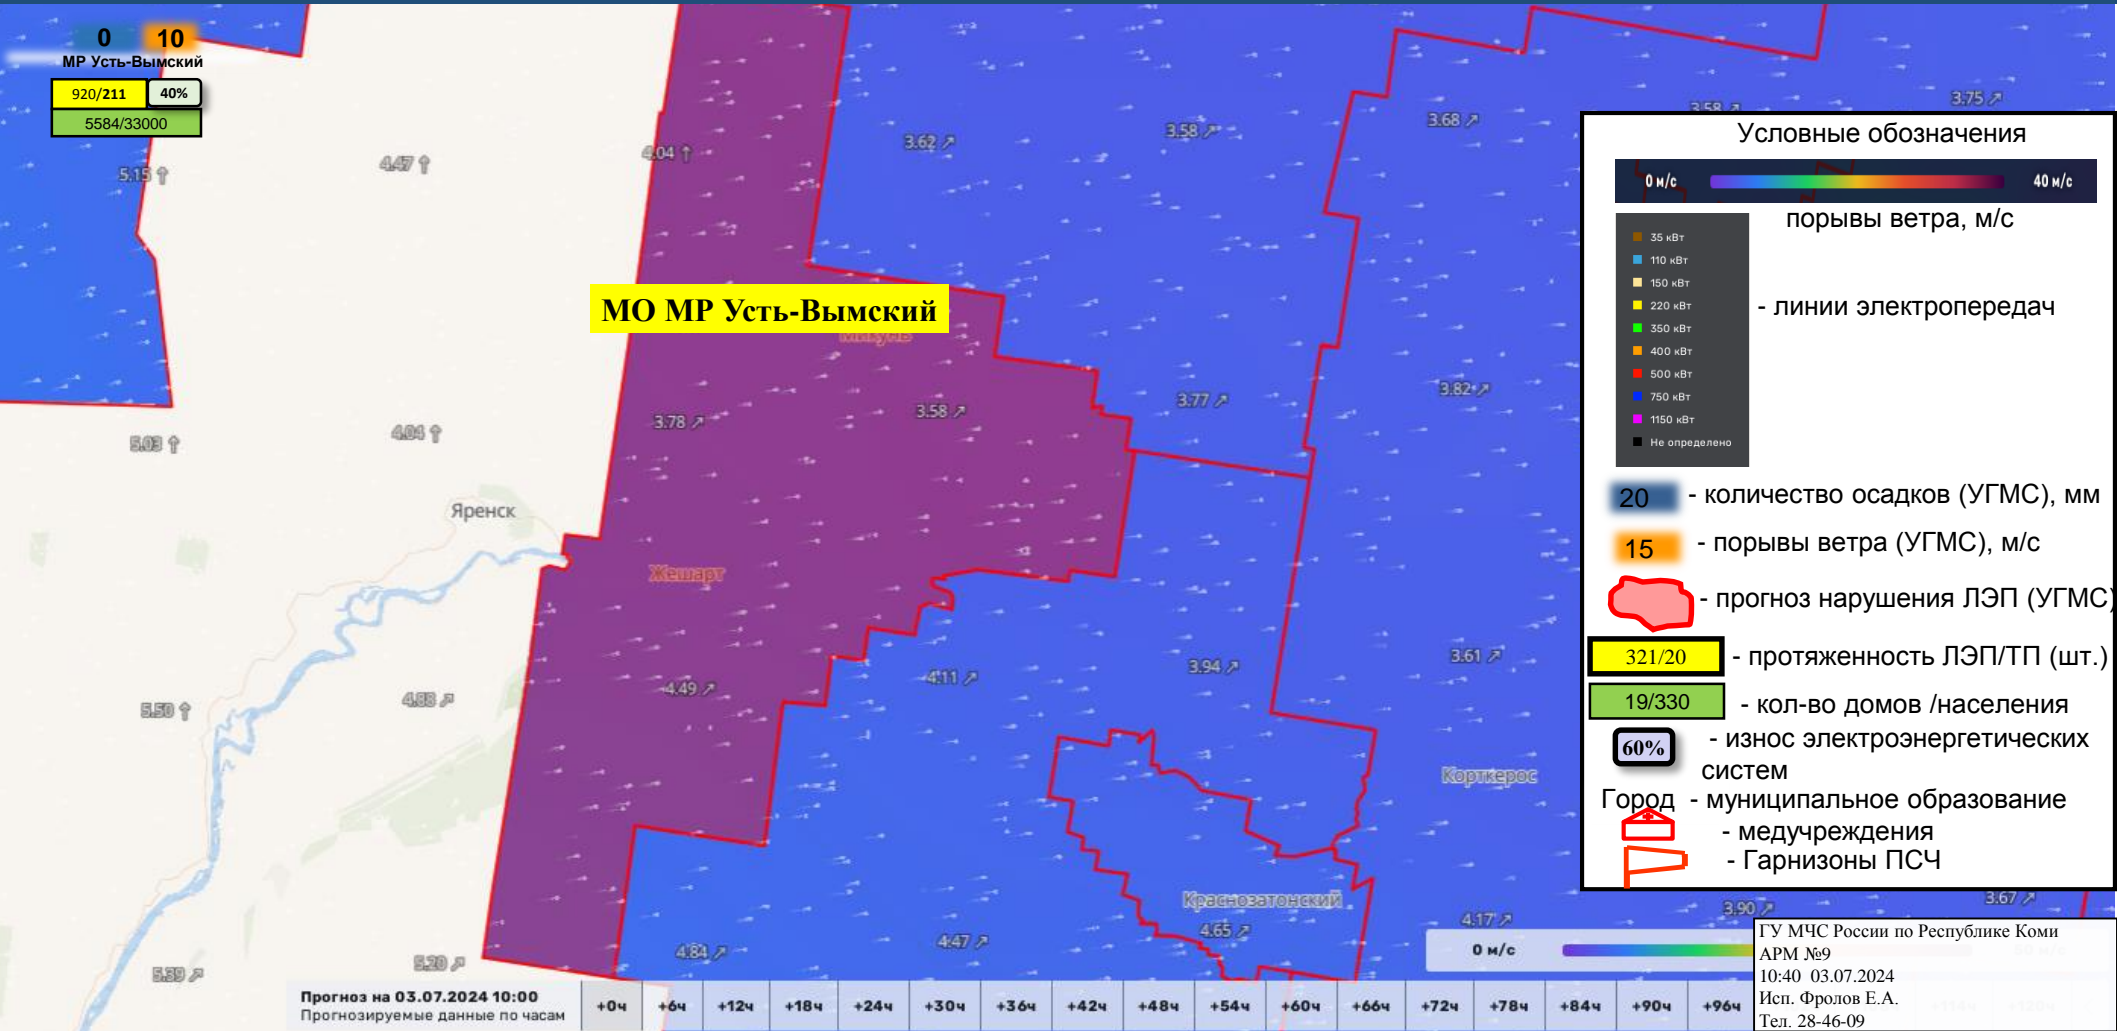 0 10
МР Усть-Вымский
920/211 40%
5584/33000
3.58
3.75
3.68
3.58
3.62
4.04
4.47
5.15
МО МР Усть-Вымский
Микунь
3.82
3.77
3.58
3.78
4.04
5.03
Яренск
Жешарт
3.61
3.94
4.11
4.49
4.88
5.50
Корткерос
Краснозатонский
3.67
3.90
4.17
4.65
4.47
4.84
5.20
5.39
0 м/с
Прогноз на 03.07.2024 10:00
Прогнозируемые данные по часам
+0ч +6ч +12ч +18ч +24ч +30ч +36ч +42ч +48ч +54ч +60ч +66ч +72ч +78ч +84ч +90ч +96ч
Условные обозначения
0 м/с 40 м/с
порывы ветра, м/с
35 кВт
110 кВт
150 кВт
220 кВт
350 кВт
400 кВт
500 кВт
750 кВт
1150 кВт
Не определено
- линии электропередач
20 - количество осадков (УГМС), мм
15 - порывы ветра (УГМС), м/с
- прогноз нарушения ЛЭП (УГМС)
321/20 - протяженность ЛЭП/ТП (шт.)
19/330 - кол-во домов /населения
60% - износ электроэнергетических
систем
Город - муниципальное образование
- медучреждения
- Гарнизоны ПСЧ
ГУ МЧС России по Республике Коми
АРМ №9
10:40 03.07.2024
Исп. Фролов Е.А.
Тел. 28-46-09